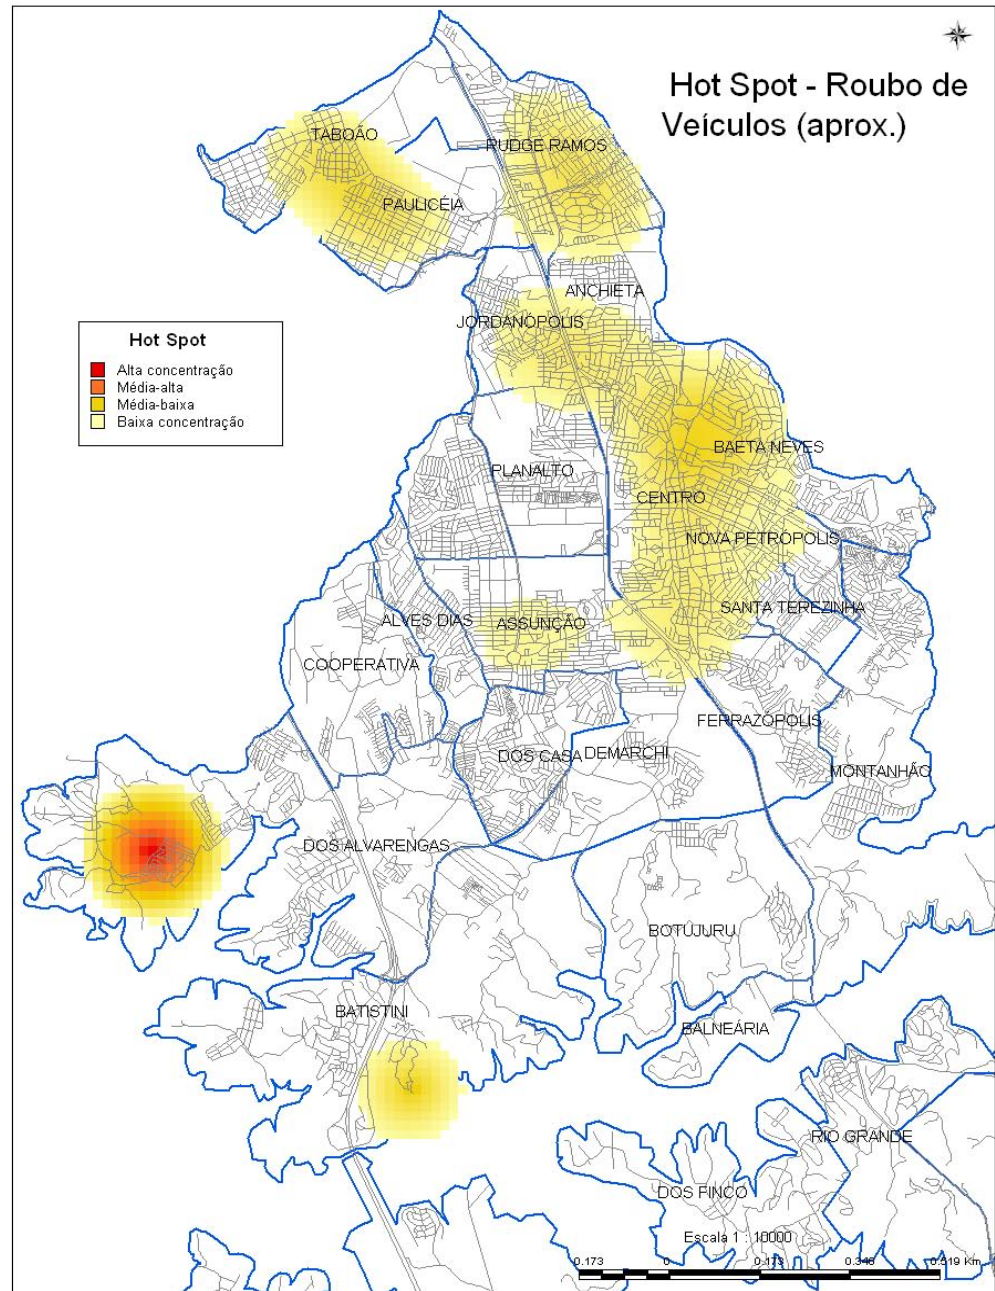 Hot Spot - Roubo de
Veículos (aprox.)
TABOÃO
RUDGE RAMOS
PAULICÉIA
ANCHIETA
JORDANÓPOLIS
Hot Spot
Alta concentração
Média-alta
Média-baixa
Baixa concentração
BAETA NEVES
PLANALTO
CENTRO
NOVA PETRÓPOLIS
SANTA TEREZINHA
ALVES DIAS
ASSUNÇÃO
COOPERATIVA
FERRAZÓPOLIS
DOS CASA
DEMARCHI
MONTANHÃO
DOS ALVARENGAS
BOTUJURU
BATISTINI
BALNEÁRIA
RIO GRANDE
DOS FINCO
Escala 1 : 10000
0.173 0 0.173 0.346 0.519 Km